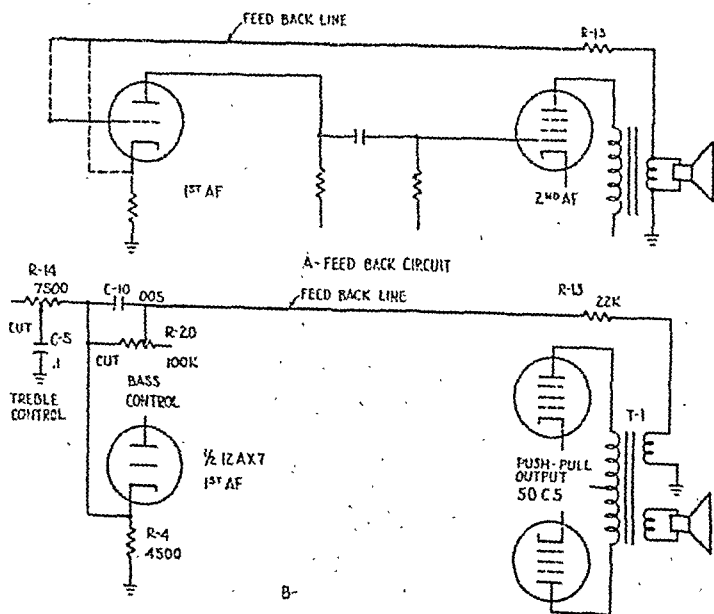 FEED BACK LINE
R-13
1ST AF
2ND AF
A-FEED BACK CIRCUIT
R-14
7500
C-10
.005
FEED BACK LINE
R-13
22K
CUT
C-5
.1
CUT
R-20
100K
TREBLE
CONTROL
BASS
CONTROL
1/2 12AX7
1ST AF
R-4
4500
PUSH-PULL
OUTPUT
50C5
T-1
B-